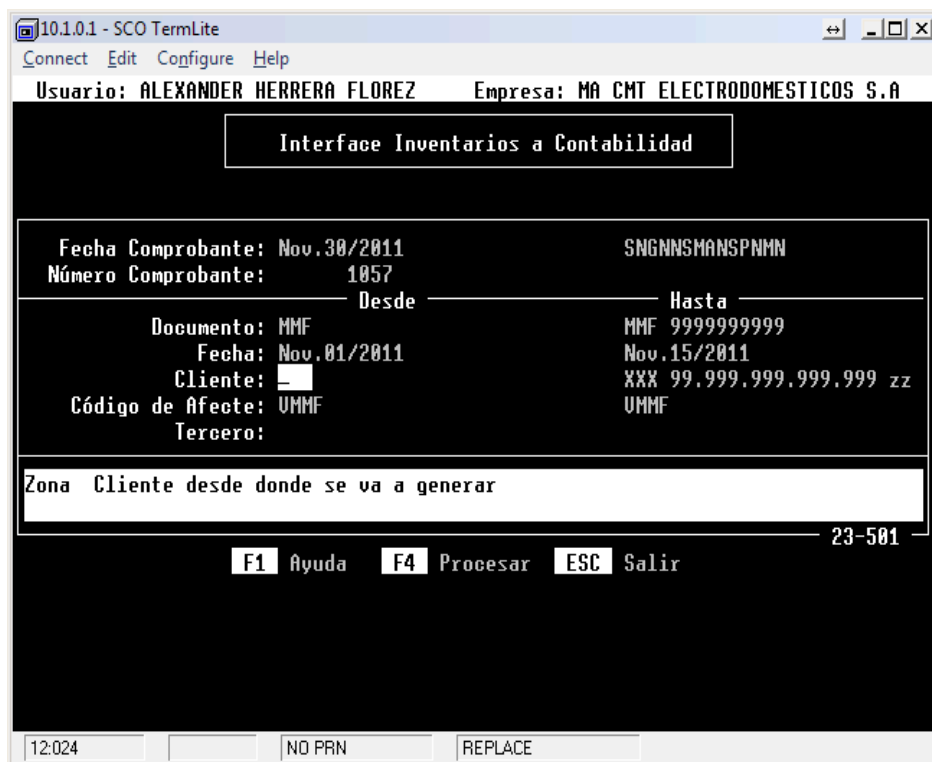 10.1.0.1 - SCO TermLite
Connect Edit Configure Help
Usuario: ALEXANDER HERRERA FLOREZ Empresa: MA CMT ELECTRODOMESTICOS S.A
Interface Inventarios a Contabilidad
Fecha Comprobante: Nov.30/2011 SNGNNSMANSPNMN
Número Comprobante: 1057
Desde Hasta
Documento: MMF MMF 9999999999
Fecha: Nov.01/2011 Nov.15/2011
Cliente: _ XXX 99.999.999.999.999 zz
Código de Afecte: VMMF VMMF
Tercero:
Zona Cliente desde donde se va a generar
23-501
F1 Ayuda F4 Procesar ESC Salir
12:024 NO PRN REPLACE